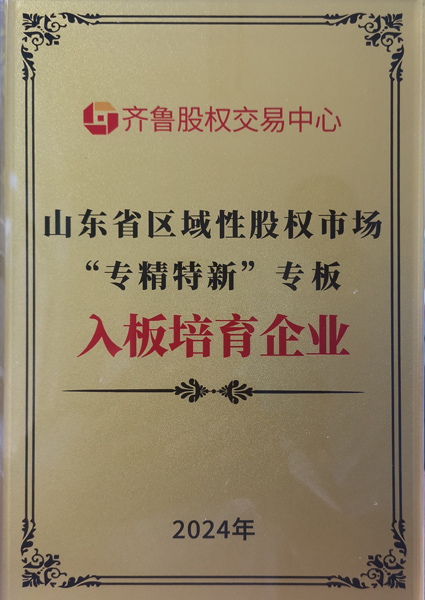 齐鲁股权交易中心
山东省区域性股权市场
“专精特新”专板
入板培育企业
2024年